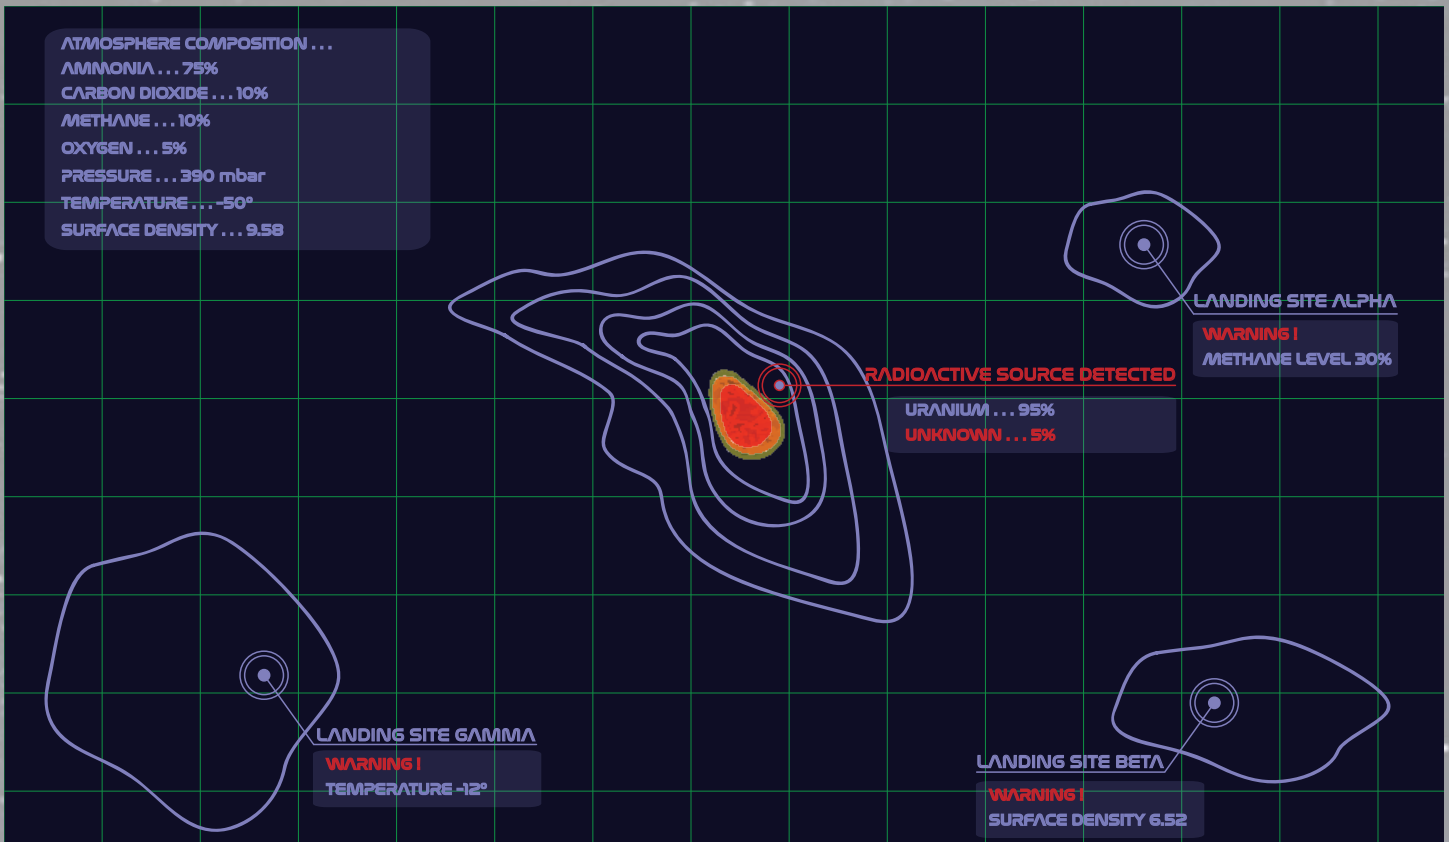 ATMOSPHERE COMPOSITION . . .
AMMONIA . . . 75%
CARBON DIOXIDE . . . 10%
METHANE . . . 10%
OXYGEN . . . 5%
PRESSURE . . . 390 mbar
TEMPERATURE . . . -50°
SURFACE DENSITY . . . 9.58
LANDING SITE ALPHA
WARNING !
METHANE LEVEL 30%
RADIOACTIVE SOURCE DETECTED
URANIUM . . . 95%
UNKNOWN . . . 5%
LANDING SITE GAMMA
WARNING !
TEMPERATURE -12°
LANDING SITE BETA
WARNING !
SURFACE DENSITY 6.52